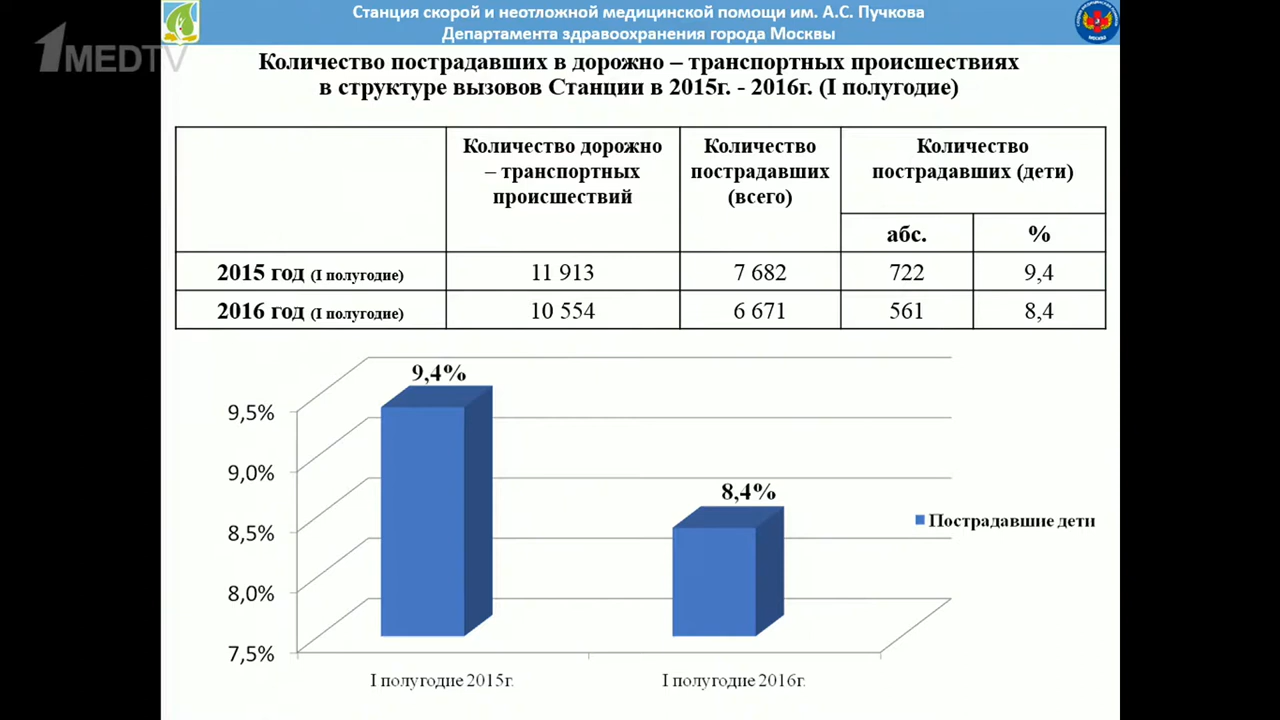 Станция скорой и неотложной медицинской помощи им. А.С. Пучкова
Департамента здравоохранения города Москвы
1MEDTV
Количество пострадавших в дорожно – транспортных происшествиях
в структуре вызовов Станции в 2015г. - 2016г. (I полугодие)
Количество дорожно
– транспортных
происшествий
Количество
пострадавших
(всего)
Количество
пострадавших (дети)
абс.
%
2015 год (I полугодие) 11 913 7 682 722 9,4
2016 год (I полугодие) 10 554 6 671 561 8,4
9,4%
9,5%
9,0%
8,4%
8,5%
Пострадавшие дети
8,0%
7,5%
I полугодие 2015г. I полугодие 2016г.